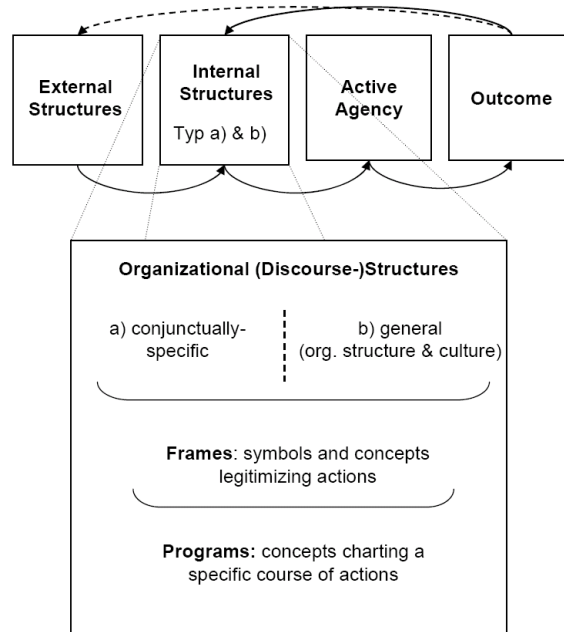 External
Structures
Internal
Structures
Typ a) & b)
Active
Agency
Outcome
Organizational (Discourse-)Structures
a) conjunctually-
specific
b) general
(org. structure & culture)
Frames: symbols and concepts
legitimizing actions
Programs: concepts charting a
specific course of actions